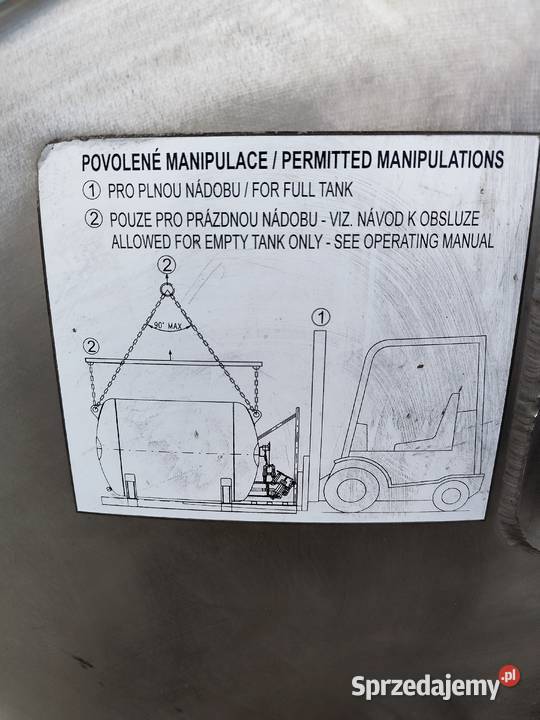 POVOLENÉ MANIPULACE / PERMITTED MANIPULATIONS
① PRO PLNOU NÁDOBU / FOR FULL TANK
② POUZE PRO PRÁZDNOU NÁDOBU - VIZ. NÁVOD K OBSLUZE
ALLOWED FOR EMPTY TANK ONLY - SEE OPERATING MANUAL
②
①
90° MAX
②
Sprzedajemy.pl